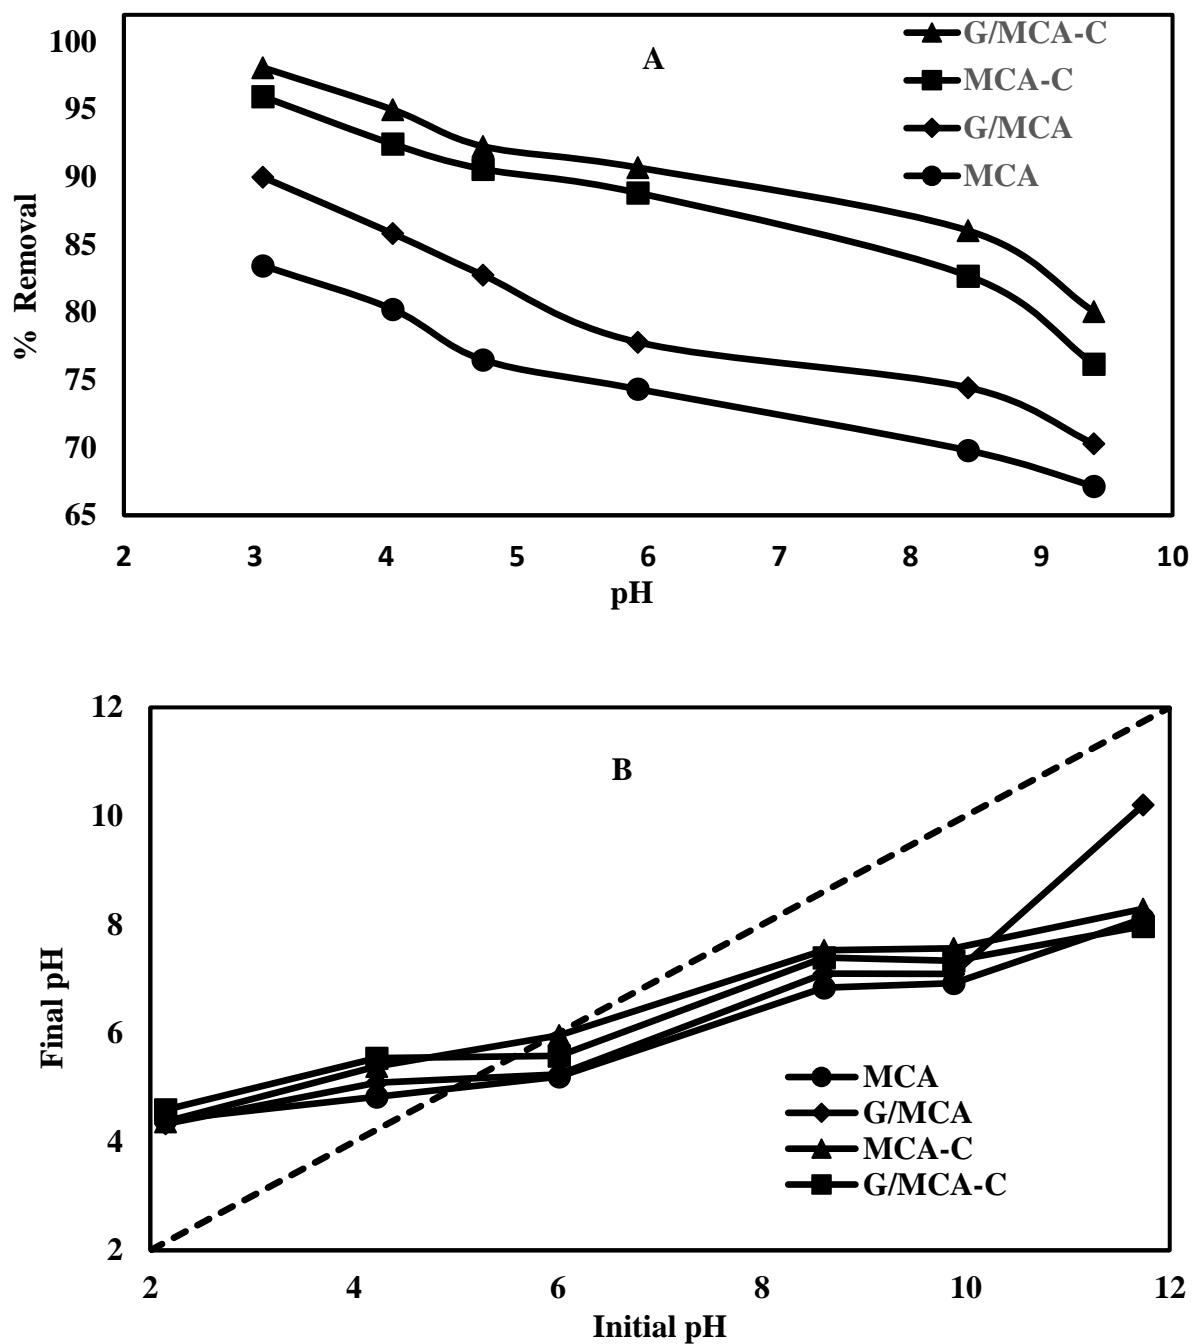 100
95
90
85
80
75
70
65
% Removal
A
G/MCA-C
MCA-C
G/MCA
MCA
2 3 4 5 6 7 8 9 10
pH
12
10
8
6
4
2
Final pH
B
MCA
G/MCA
MCA-C
G/MCA-C
2 4 6 8 10 12
Initial pH